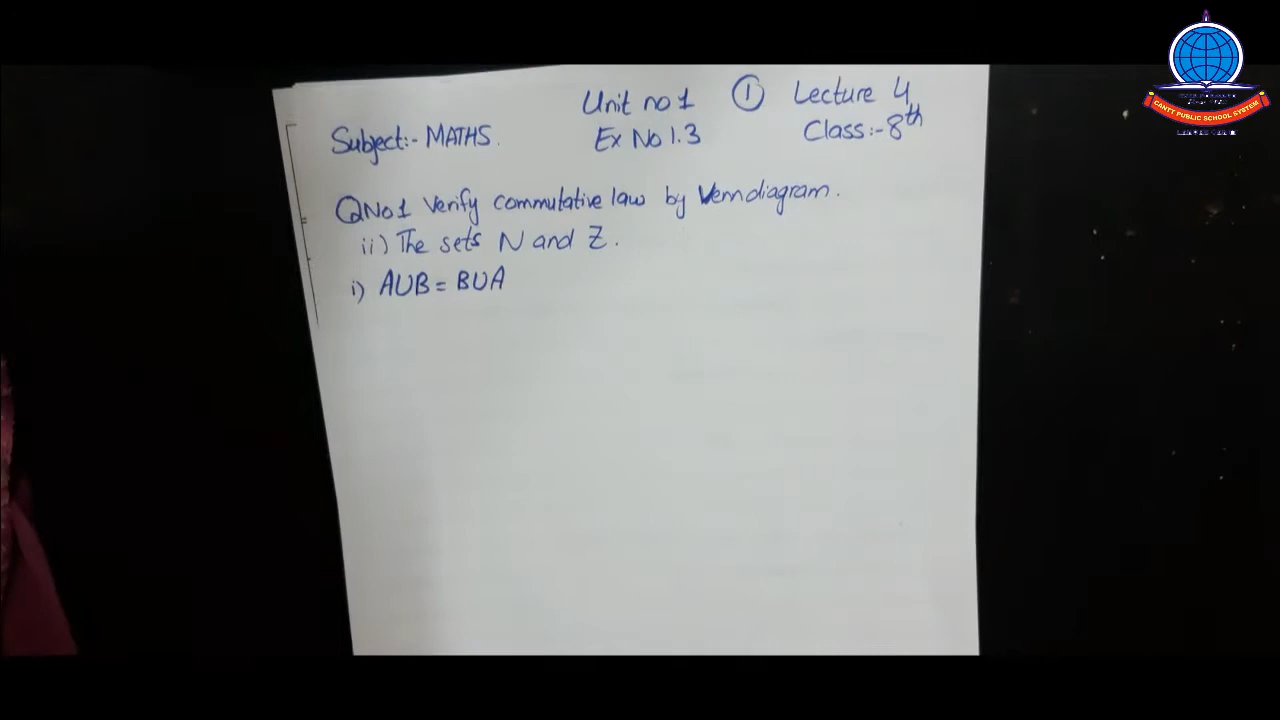 Unit no 1 ① Lecture 4
Subject:- MATHS. Ex No 1.3 Class:- 8th
QNo1 Verify commutative law by Venndiagram.
ii) The sets N and Z.
i) AUB = BUA
CANTT PUBLIC SCHOOL SYSTEM